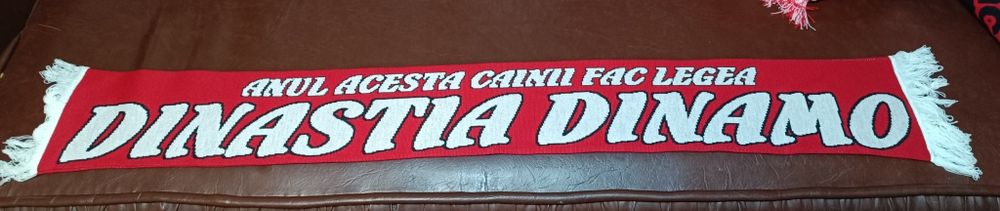 ANUL ACESTA CAINII FAC LEGEA
DINASTIA DINAMO